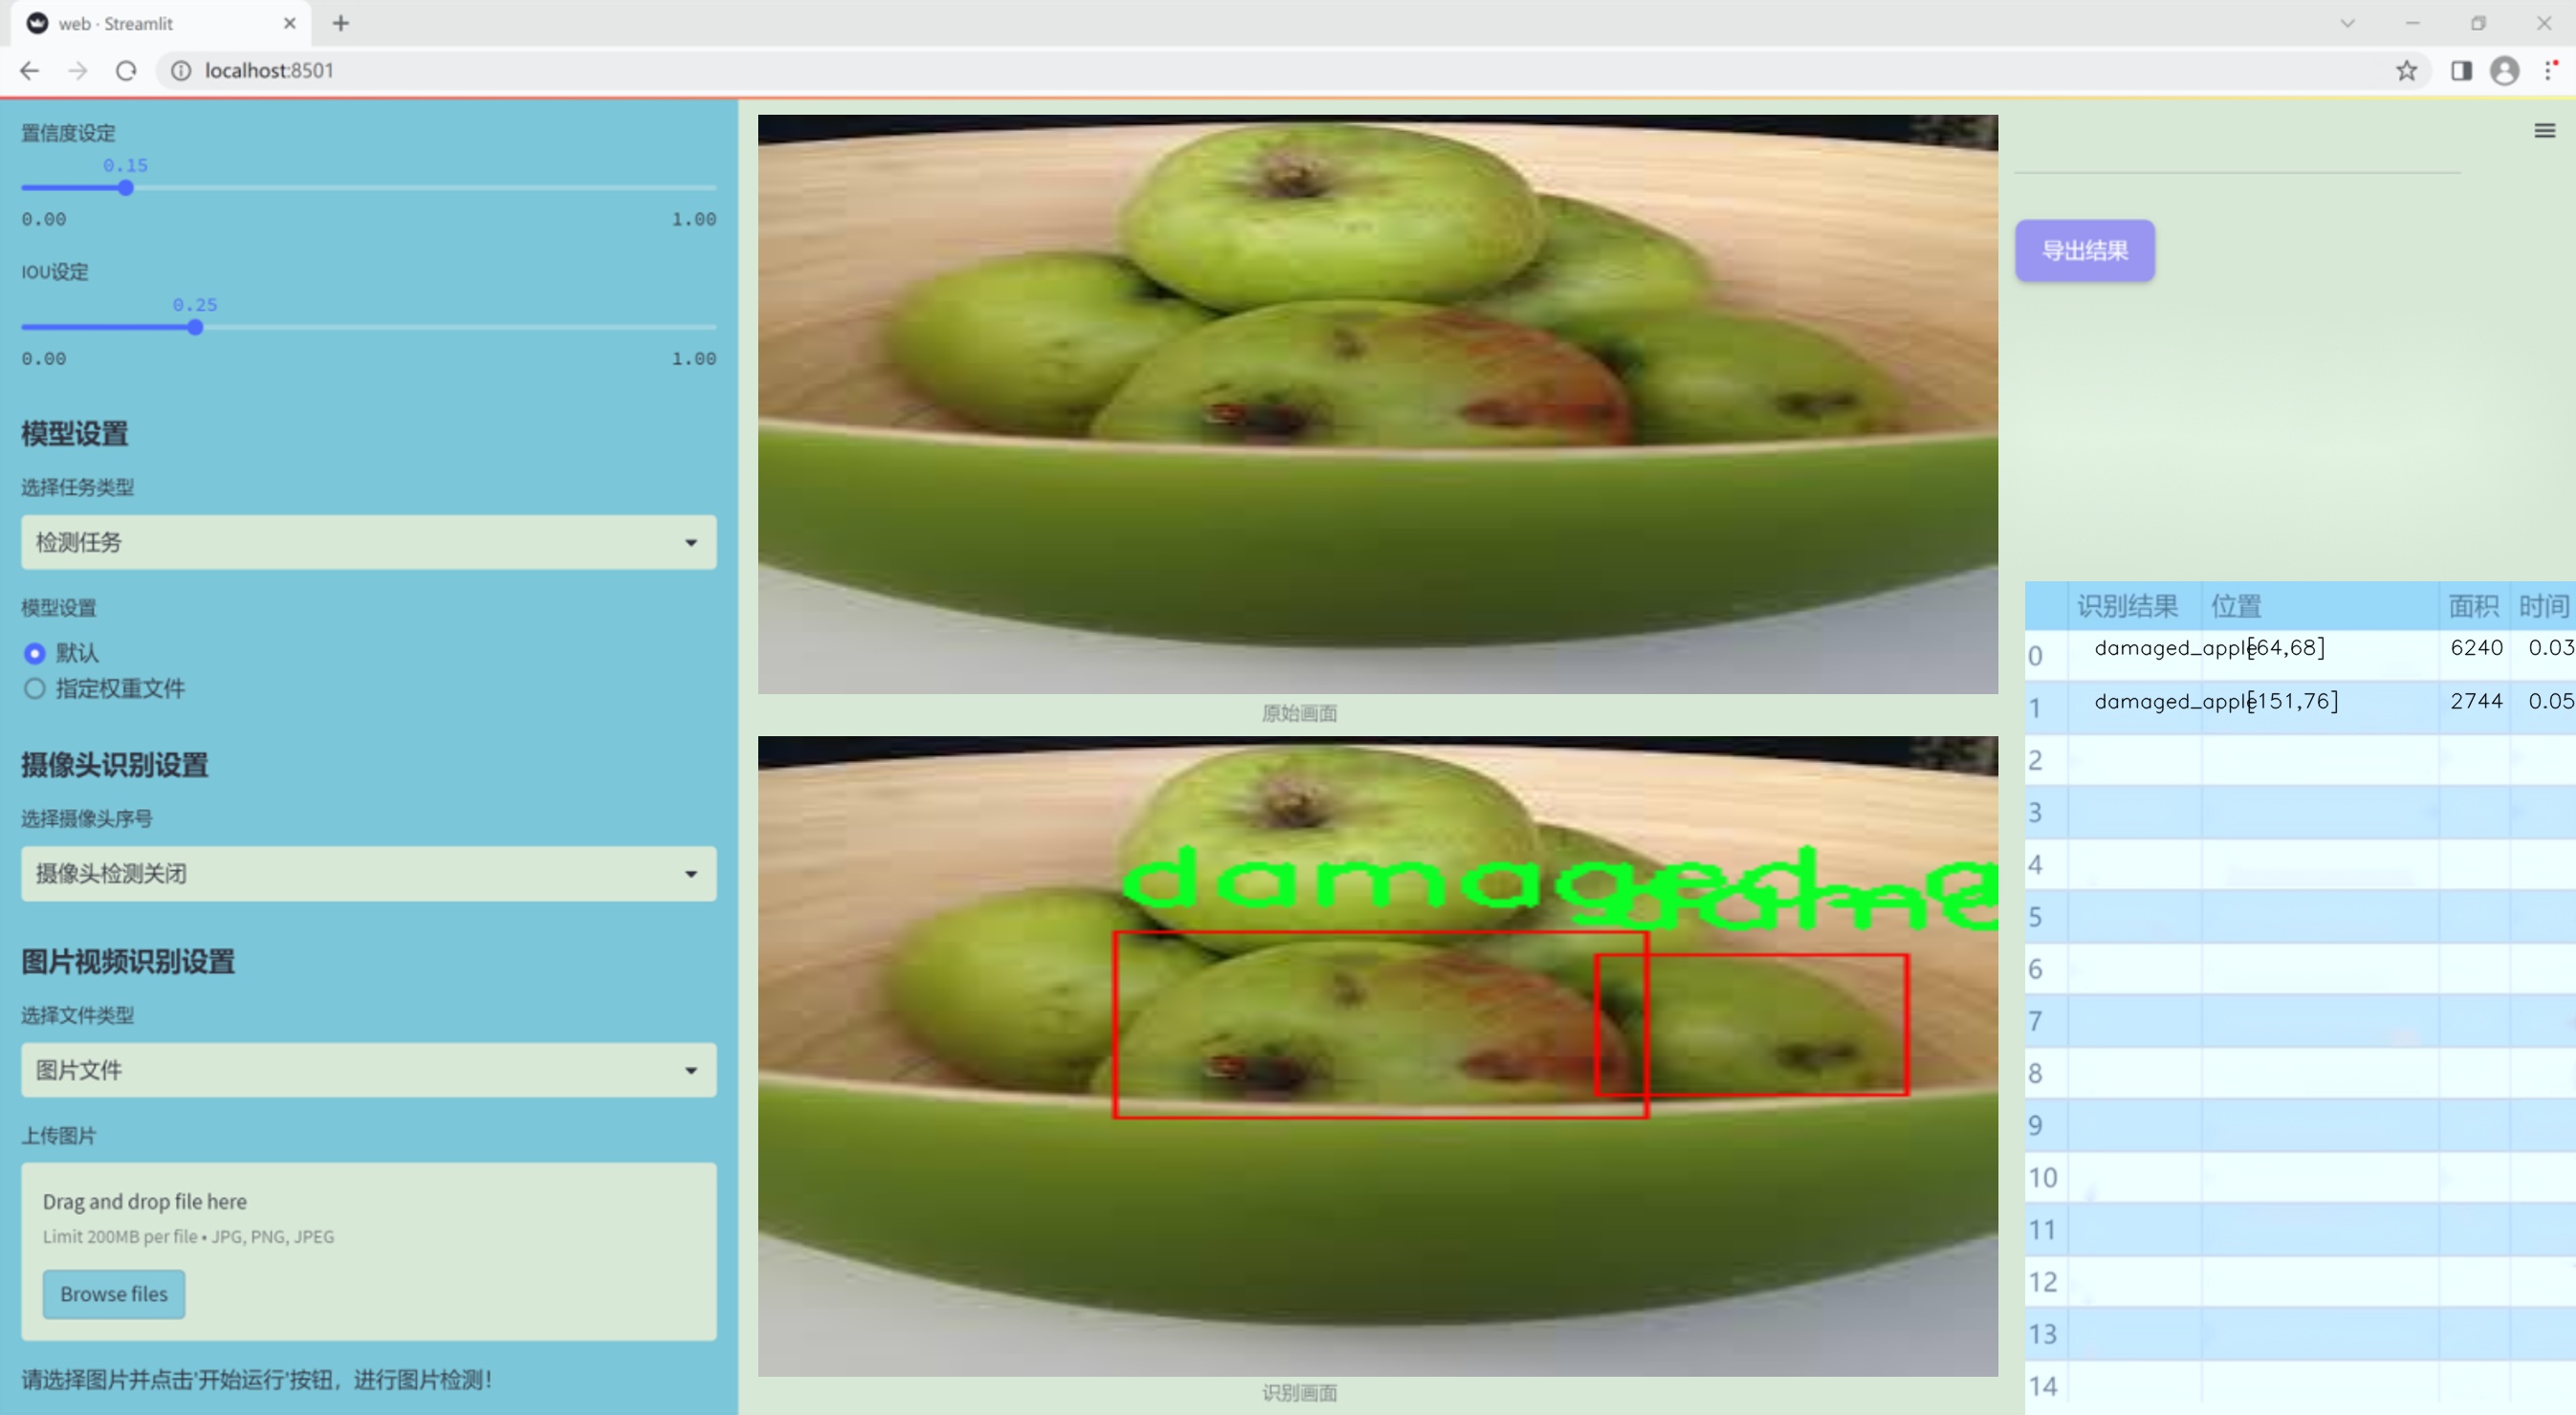 web · Streamlit
localhost:8501
置信度设定
0.15
0.00 1.00
IOU设定
0.25
0.00 1.00
模型设置
选择任务类型
检测任务
模型设置
默认
指定权重文件
摄像头识别设置
选择摄像头序号
摄像头检测关闭
图片视频识别设置
选择文件类型
图片文件
上传图片
Drag and drop file here
Limit 200MB per file • JPG, PNG, JPEG
Browse files
请选择图片并点击'开始运行'按钮，进行图片检测！
原始画面
damaged
识别画面
导出结果
识别结果 位置 面积 时间
0 damaged_apple [64,68] 6240 0.03
1 damaged_apple [151,76] 2744 0.05
2
3
4
5
6
7
8
9
10
11
12
13
14